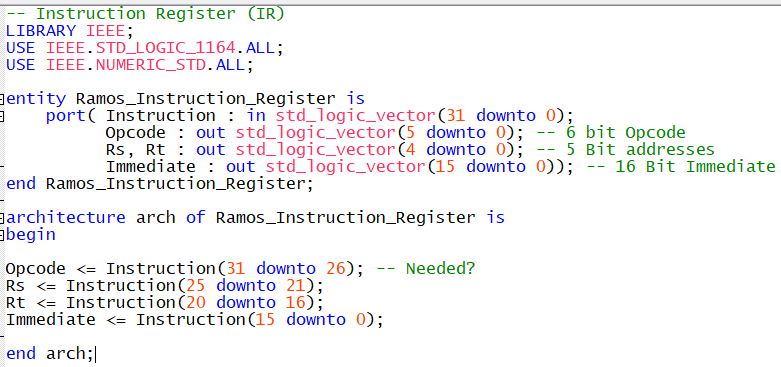 -- Instruction Register (IR)
LIBRARY IEEE;
USE IEEE.STD_LOGIC_1164.ALL;
USE IEEE.NUMERIC_STD.ALL;
entity Ramos_Instruction_Register is
port( Instruction : in std_logic_vector(31 downto 0);
Opcode : out std_logic_vector(5 downto 0); -- 6 bit Opcode
Rs, Rt : out std_logic_vector(4 downto 0); -- 5 Bit addresses
Immediate : out std_logic_vector(15 downto 0)); -- 16 Bit Immediate
end Ramos_Instruction_Register;
architecture arch of Ramos_Instruction_Register is
begin
Opcode <= Instruction(31 downto 26); -- Needed?
Rs <= Instruction(25 downto 21);
Rt <= Instruction(20 downto 16);
Immediate <= Instruction(15 downto 0);
end arch;